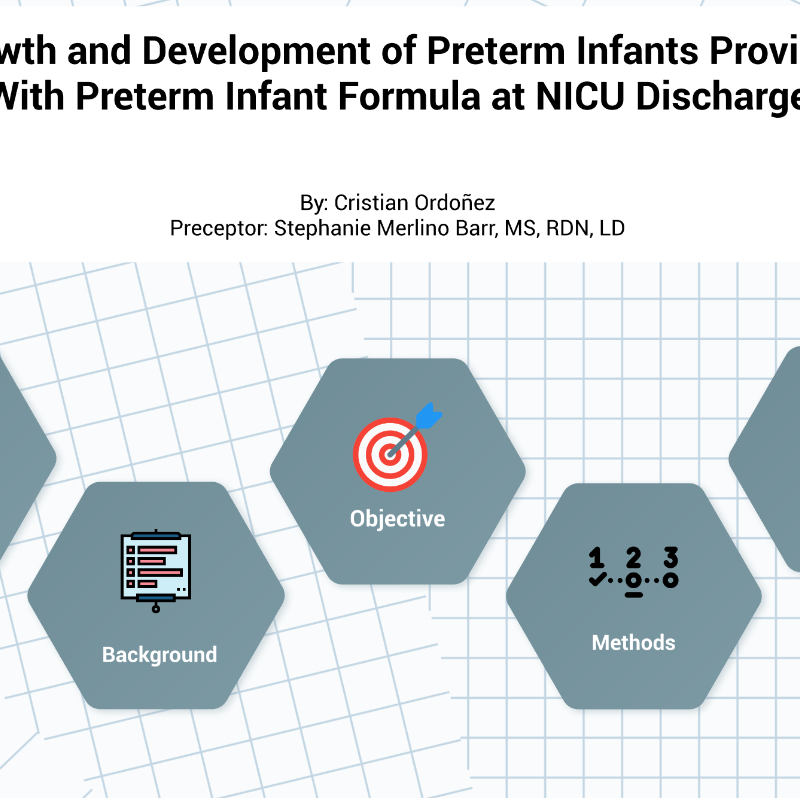 wth and Development of Preterm Infants Provi
With Preterm Infant Formula at NICU Discharge
By: Cristian Ordoñez
Preceptor: Stephanie Merlino Barr, MS, RDN, LD
Objective
1 2 3
Background
Methods